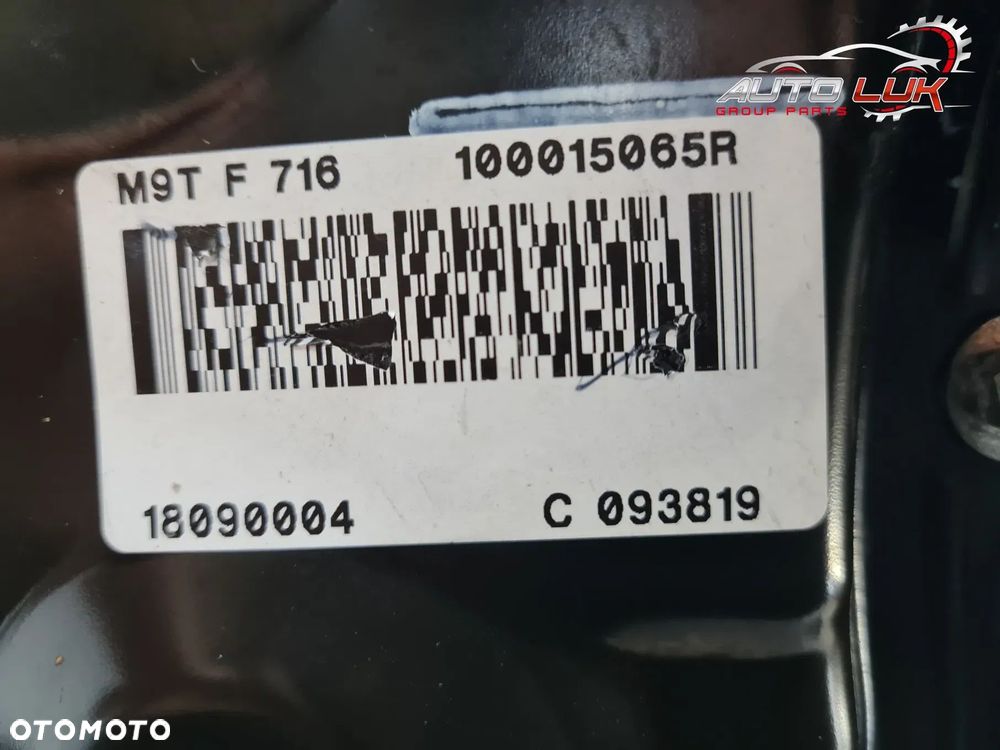 AUTO LUK
GROUP PARTS
M9T F 716 100015065R
18090004 C 093819
OTOMOTO